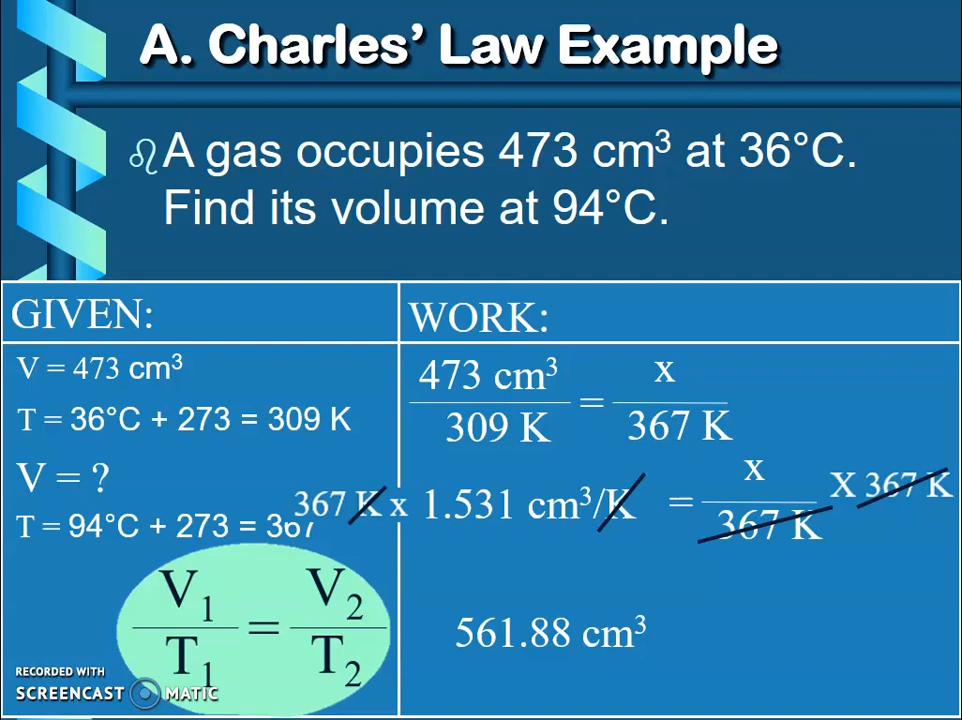 A. Charles’ Law Example
A gas occupies 473 cm³ at 36°C.
Find its volume at 94°C.
GIVEN:
WORK:
V = 473 cm³
T = 36°C + 273 = 309 K
V = ?
T = 94°C + 273 = 367
V₁
T₁
=
V₂
T₂
473 cm³
309 K
=
x
367 K
367 K x 1.531 cm³/K
=
x
367 K
X 367 K
561.88 cm³
RECORDED WITH
SCREENCAST MATIC